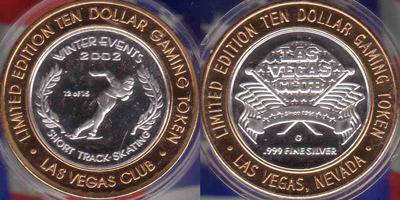 LIMITED EDITION TEN DOLLAR GAMING TOKEN
WINTER EVENTS
2002
12 of 15
SHORT TRACK SKATING
LAS VEGAS CLUB
LIMITED EDITION TEN DOLLAR GAMING TOKEN
LAS VEGAS CLUB
G
.999 FINE SILVER
LAS VEGAS, NEVADA